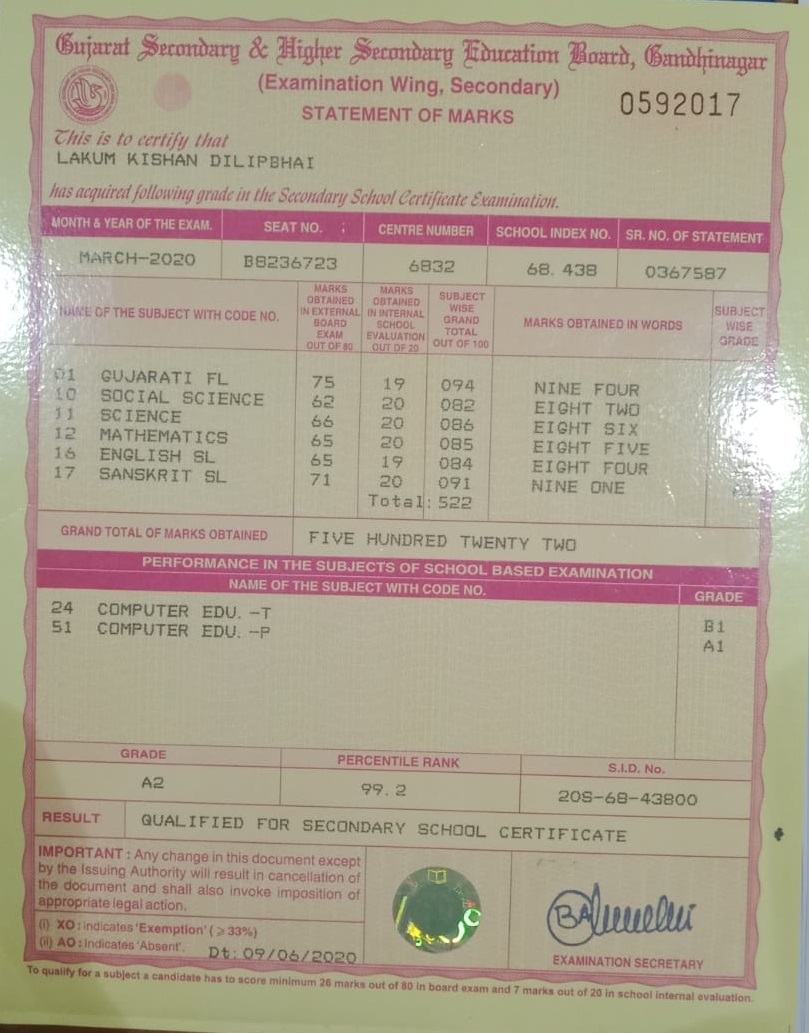 Gujarat Secondary & Higher Secondary Education Board, Gandhinagar
(Examination Wing, Secondary)
STATEMENT OF MARKS
0592017
This is to certify that
LAKUM KISHAN DILIPBHAI
has acquired following grade in the Secondary School Certificate Examination.
MONTH & YEAR OF THE EXAM. SEAT NO. : CENTRE NUMBER SCHOOL INDEX NO. SR. NO. OF STATEMENT
MARCH-2020 B8236723 6832 68. 438 0367587
NAME OF THE SUBJECT WITH CODE NO. MARKS OBTAINED IN EXTERNAL BOARD EXAM OUT OF 80 MARKS OBTAINED IN INTERNAL SCHOOL EVALUATION OUT OF 20 SUBJECT WISE GRAND TOTAL OUT OF 100 MARKS OBTAINED IN WORDS SUBJECT WISE GRADE
01 GUJARATI FL 75 19 094 NINE FOUR
10 SOCIAL SCIENCE 62 20 082 EIGHT TWO
11 SCIENCE 66 20 086 EIGHT SIX
12 MATHEMATICS 65 20 085 EIGHT FIVE
16 ENGLISH SL 65 19 084 EIGHT FOUR
17 SANSKRIT SL 71 20 091 NINE ONE
Total: 522
GRAND TOTAL OF MARKS OBTAINED FIVE HUNDRED TWENTY TWO
PERFORMANCE IN THE SUBJECTS OF SCHOOL BASED EXAMINATION
NAME OF THE SUBJECT WITH CODE NO. GRADE
24 COMPUTER EDU. -T B1
51 COMPUTER EDU. -P A1
GRADE PERCENTILE RANK S.I.D. No.
A2 99. 2 20S-68-43800
RESULT QUALIFIED FOR SECONDARY SCHOOL CERTIFICATE
IMPORTANT : Any change in this document except
by the Issuing Authority will result in cancellation of
the document and shall also invoke imposition of
appropriate legal action.
(i) XO : indicates 'Exemption' (⩾33%)
(ii) AO : Indicates 'Absent'. Dt: 09/06/2020
EXAMINATION SECRETARY
To qualify for a subject a candidate has to score minimum 26 marks out of 80 in board exam and 7 marks out of 20 in school internal evaluation.